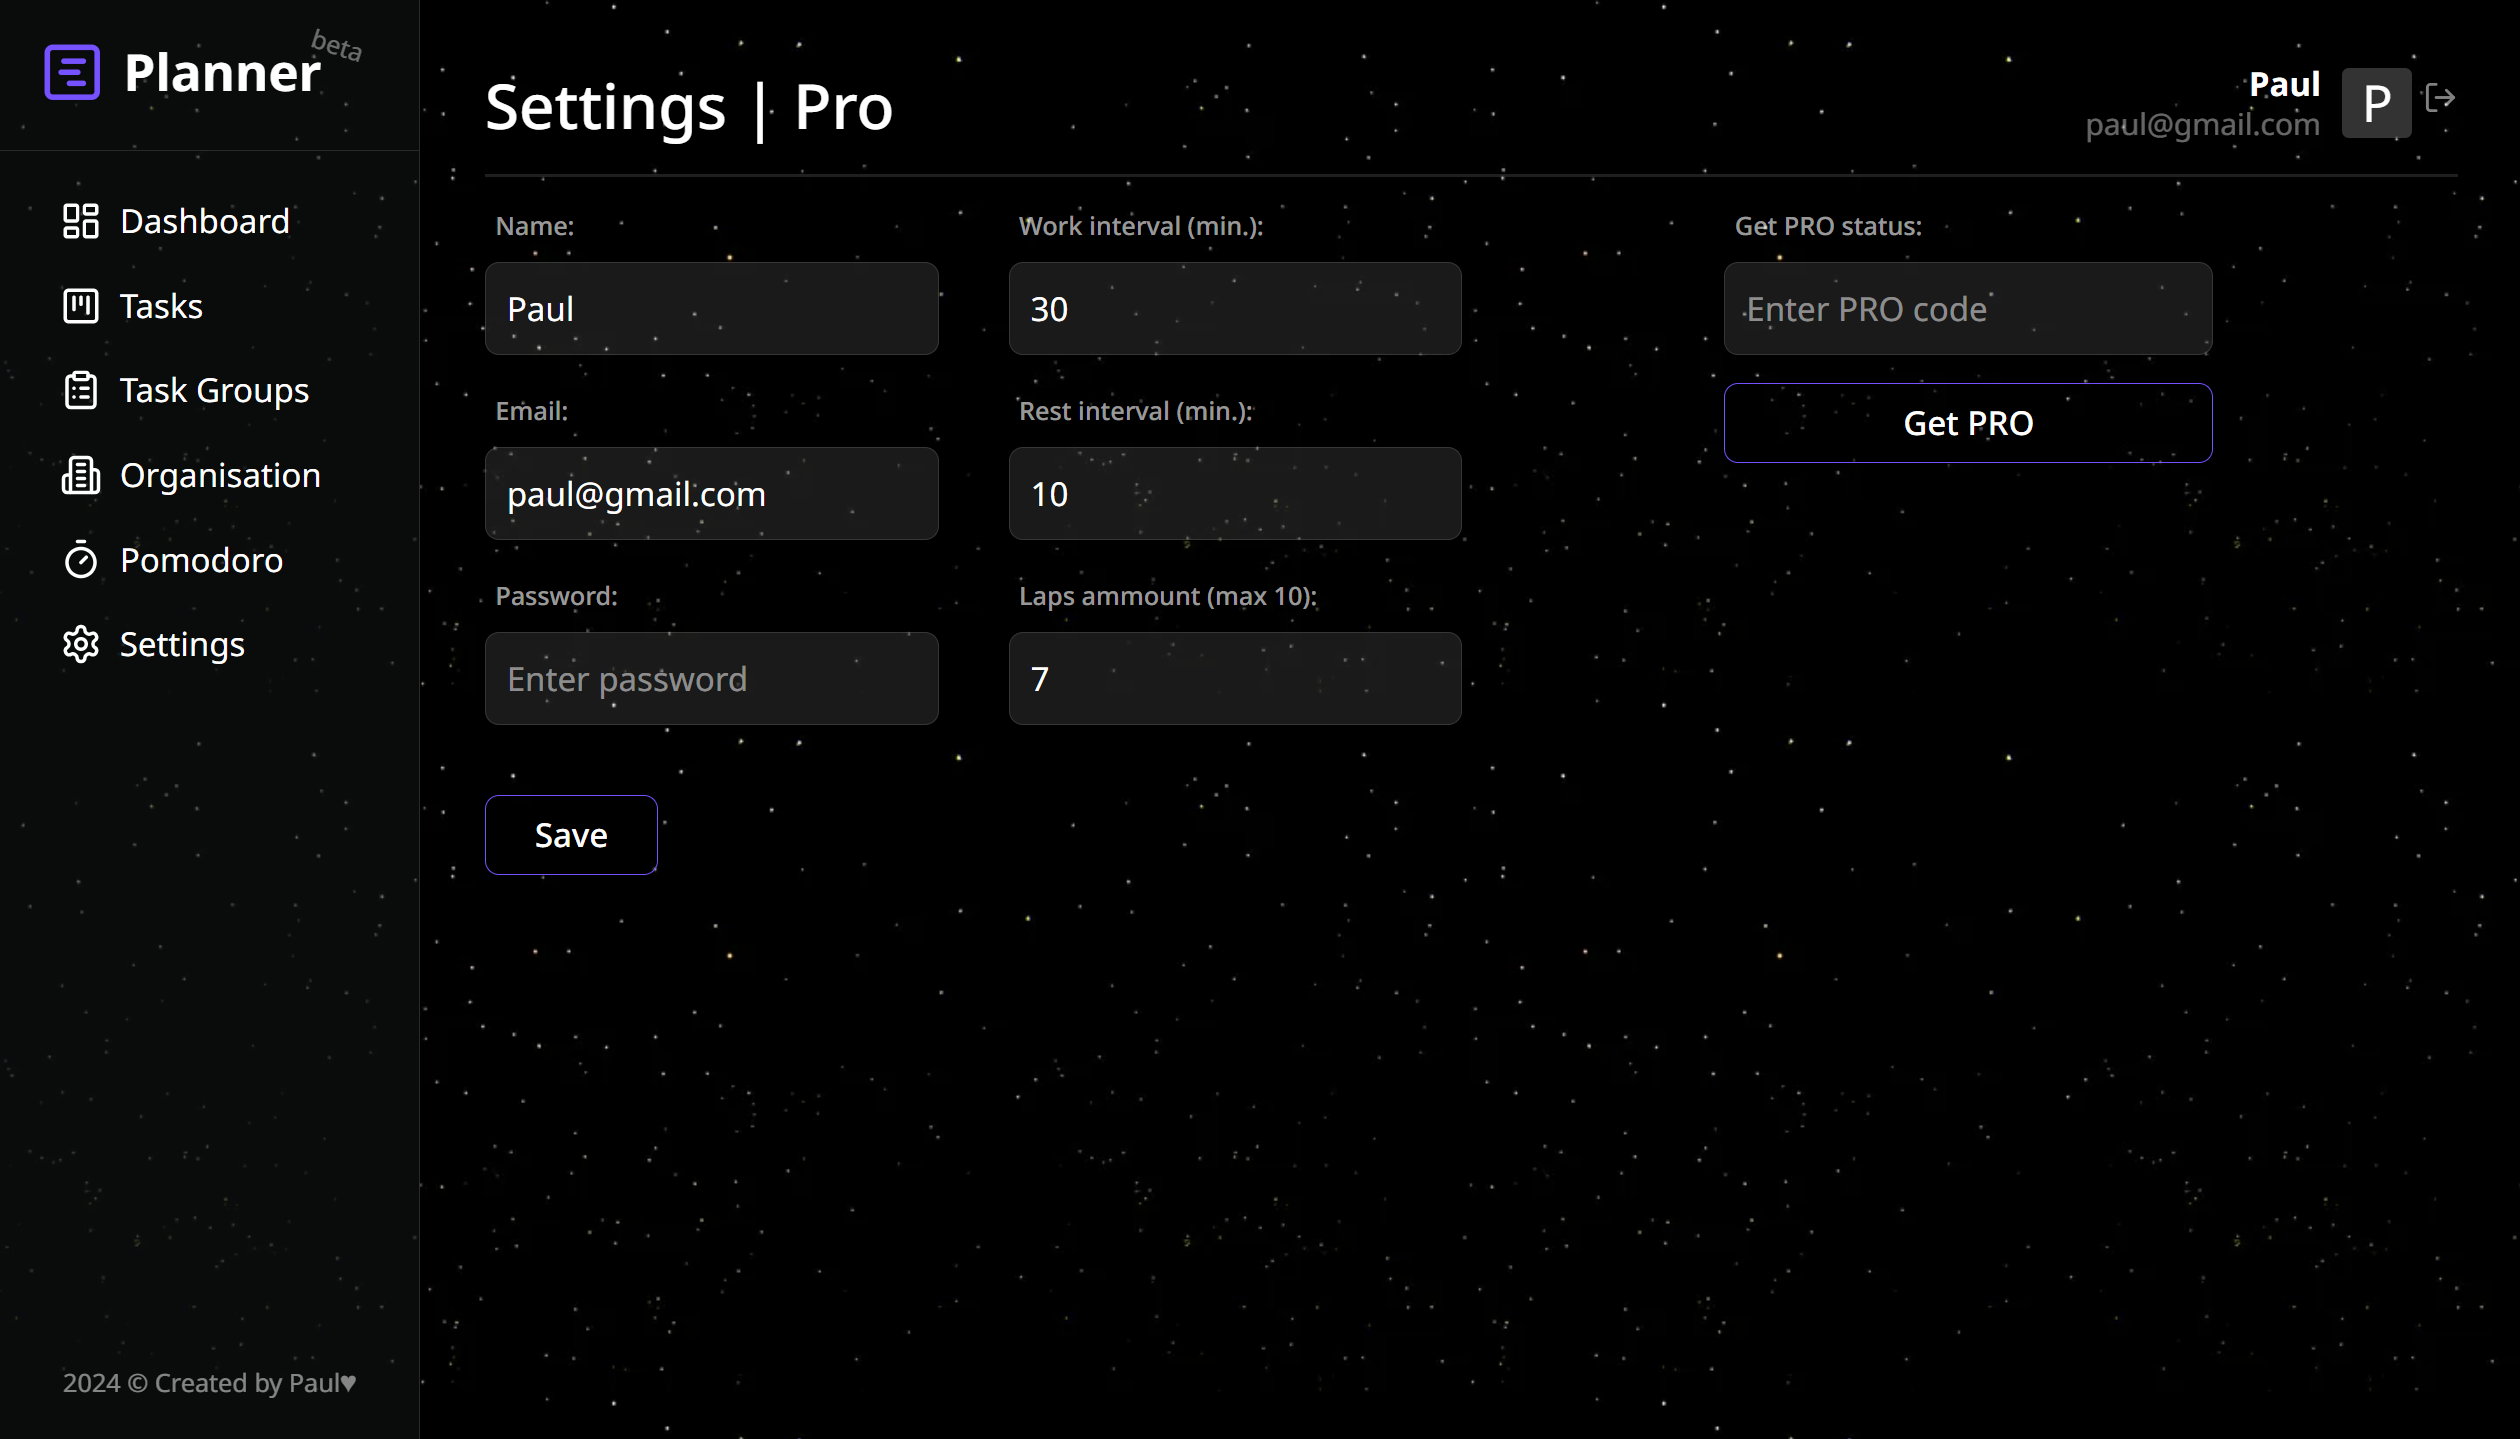 Planner
beta
Dashboard
Tasks
Task Groups
Organisation
Pomodoro
Settings
2024 © Created by Paul♥
Settings | Pro
Paul
paul@gmail.com
P
Name:
Paul
Email:
paul@gmail.com
Password:
Enter password
Save
Work interval (min.):
30
Rest interval (min.):
10
Laps ammount (max 10):
7
Get PRO status:
Enter PRO code
Get PRO